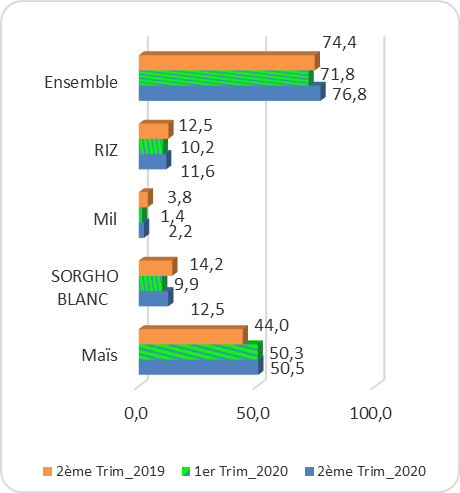 74,4
Ensemble
71,8
76,8
12,5
RIZ
10,2
11,6
3,8
Mil
1,4
2,2
14,2
SORGHO
BLANC
9,9
12,5
44,0
Maïs
50,3
50,5
0,0 50,0 100,0
2ème Trim_2019 1er Trim_2020 2ème Trim_2020